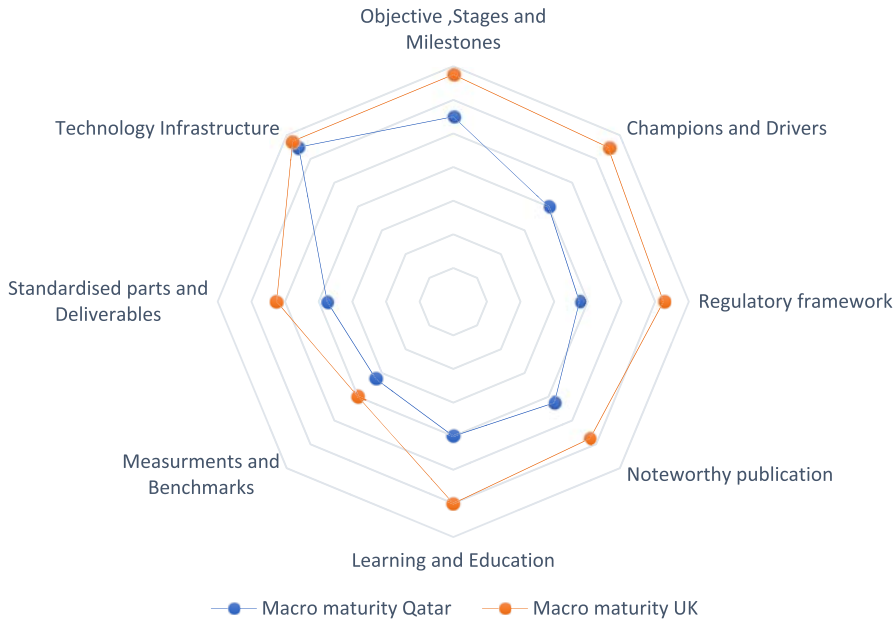 Objective ,Stages and
Milestones
Technology Infrastructure
Champions and Drivers
Standardised parts and
Deliverables
Regulatory framework
Measurments and
Benchmarks
Noteworthy publication
Learning and Education
Macro maturity Qatar
Macro maturity UK